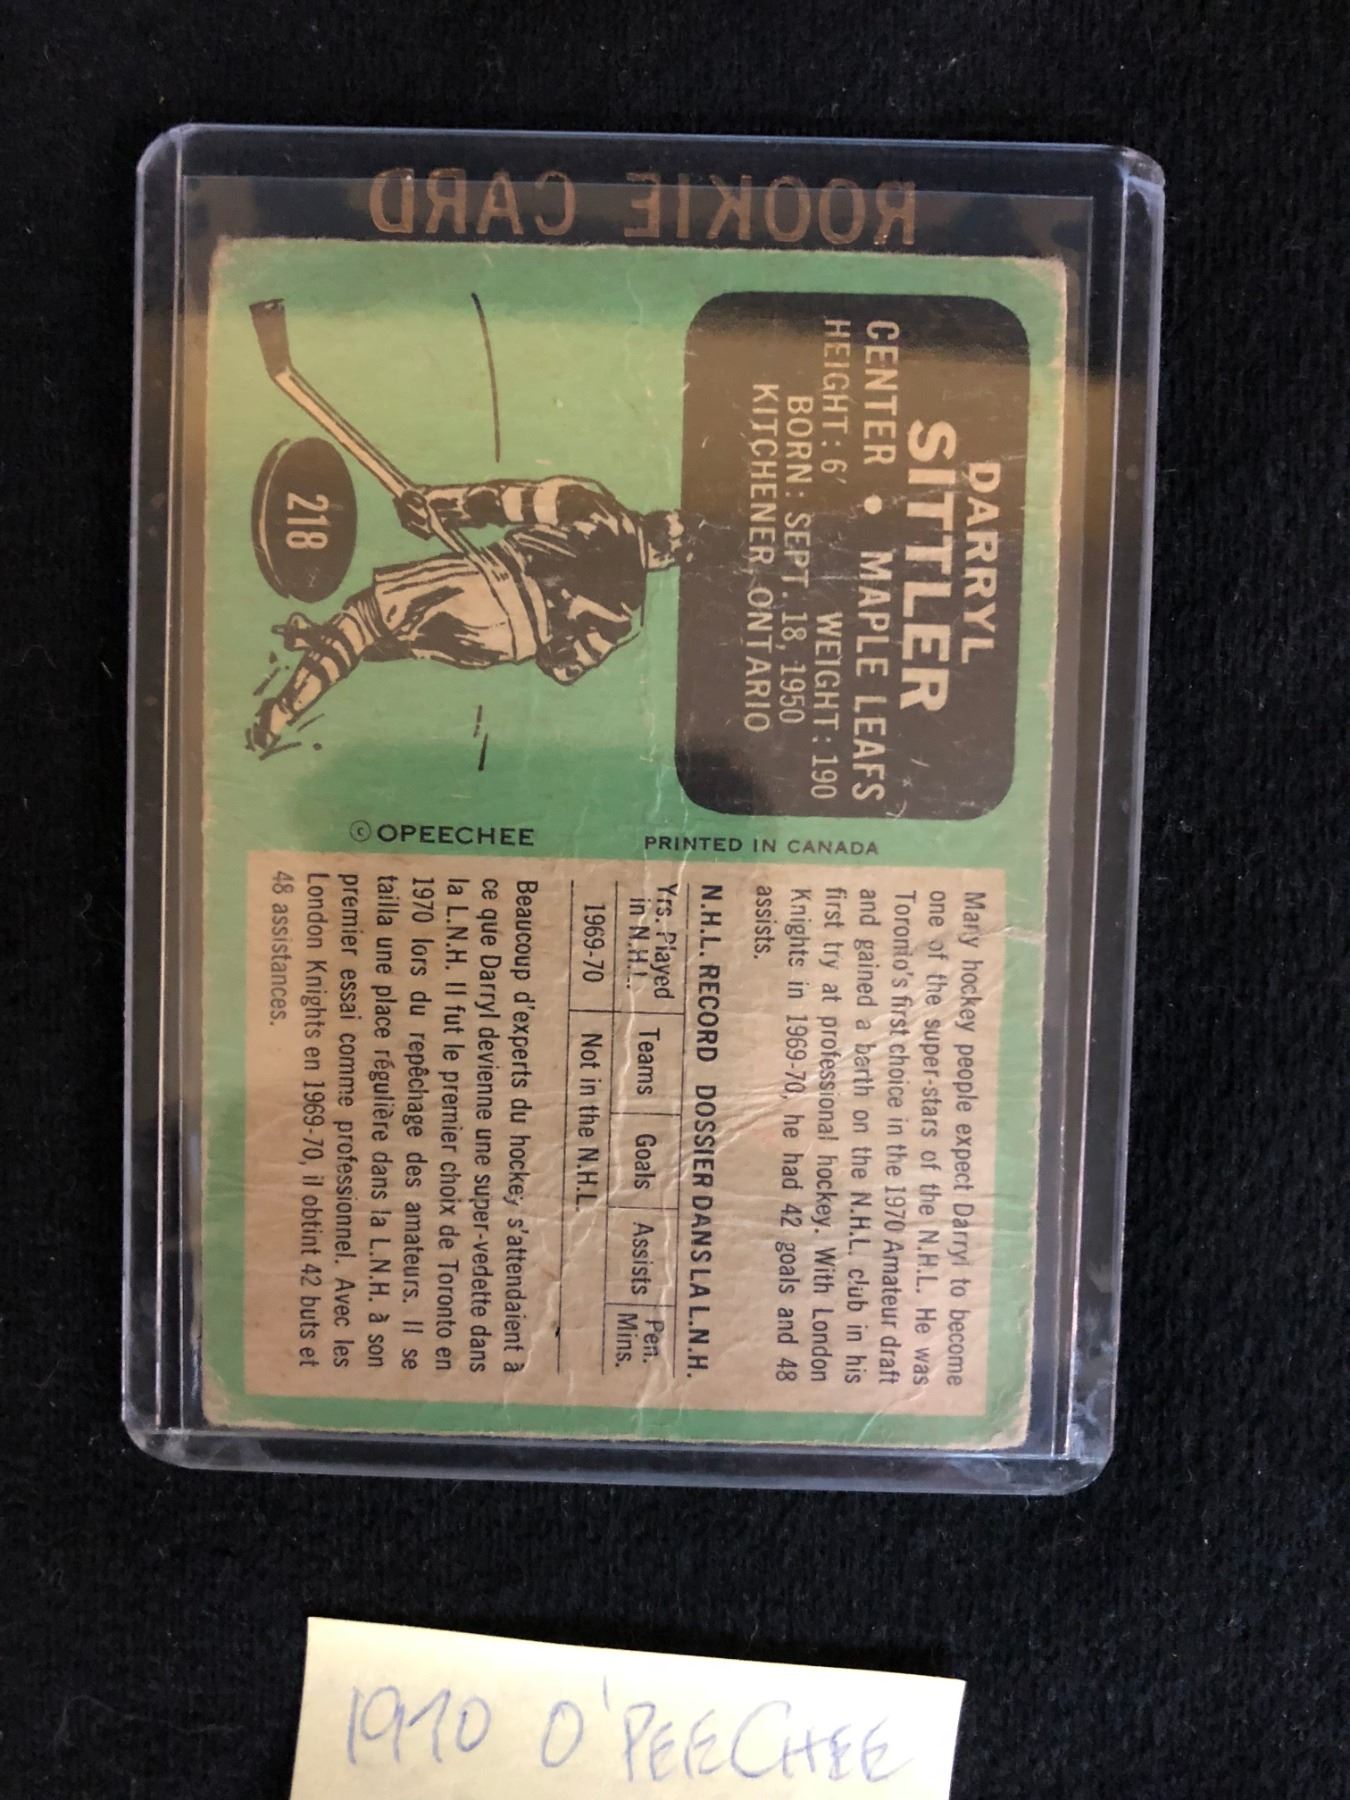 ROOKIE CARD
DARRYL
SITTLER
CENTER • MAPLE LEAFS
HEIGHT: 6' WEIGHT: 190
BORN: SEPT. 18, 1950
KITCHENER, ONTARIO
218
© OPEECHEE
PRINTED IN CANADA
Many hockey people expect Darryl to become
one of the super-stars of the N.H.L. He was
Toronto's first choice in the 1970 Amateur draft
and gained a barth on the N.H.L. club in his
first try at professional hockey. With London
Knights in 1969-70, he had 42 goals and 48
assists.
N.H.L. RECORD DOSSIER DANS LA L.N.H.
Yrs. Played
in N.H.L. Teams Goals Assists Pen.
Mins.
1969-70 Not in the N.H.L.
Beaucoup d'experts du hockey s'attendaient à
ce que Darryl devienne une super-vedette dans
la L.N.H. Il fut le premier choix de Toronto en
1970 lors du repêchage des amateurs. Il se
tailla une place régulière dans la L.N.H. à son
premier essai comme professionnel. Avec les
London Knights en 1969-70, il obtint 42 buts et
48 assistances.
1970 O'PEECHEE